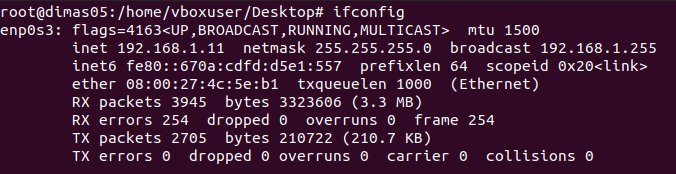 root@dimas05:/home/vboxuser/Desktop# ifconfig
enp0s3: flags=4163<UP,BROADCAST,RUNNING,MULTICAST>  mtu 1500
        inet 192.168.1.11  netmask 255.255.255.0  broadcast 192.168.1.255
        inet6 fe80::670a:cdfd:d5e1:557  prefixlen 64  scopeid 0x20<link>
        ether 08:00:27:4c:5e:b1  txqueuelen 1000  (Ethernet)
        RX packets 3945  bytes 3323606 (3.3 MB)
        RX errors 254  dropped 0  overruns 0  frame 254
        TX packets 2705  bytes 210722 (210.7 KB)
        TX errors 0  dropped 0 overruns 0  carrier 0  collisions 0